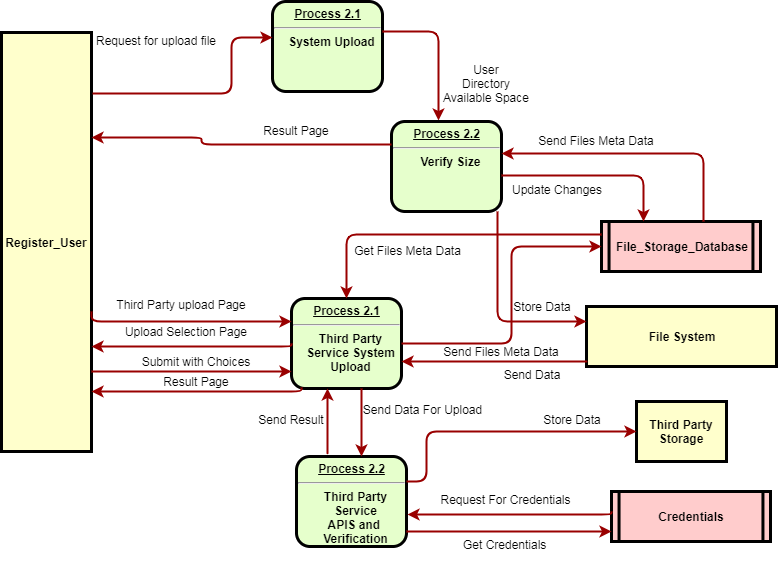 Process 2.1
System Upload
Request for upload file
User
Directory
Available Space
Process 2.2
Verify Size
Result Page
Send Files Meta Data
Update Changes
Register_User
File_Storage_Database
Get Files Meta Data
Third Party upload Page
Process 2.1
Third Party
Service System
Upload
Store Data
File System
Upload Selection Page
Send Files Meta Data
Submit with Choices
Send Data
Result Page
Send Result
Send Data For Upload
Store Data
Third Party
Storage
Process 2.2
Third Party
Service
APIS and
Verification
Request For Credentials
Credentials
Get Credentials